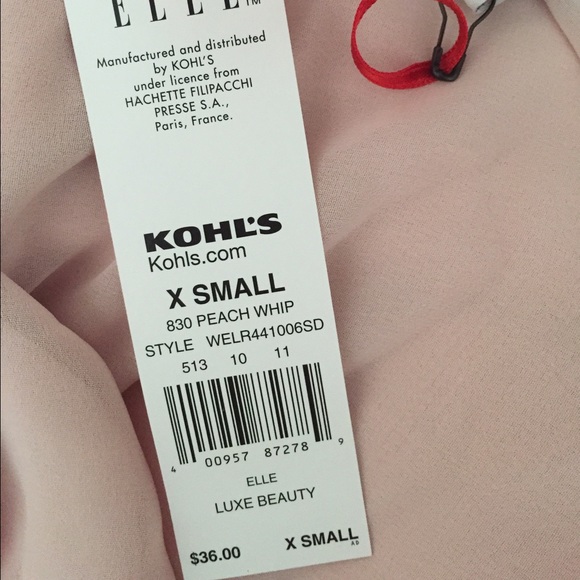 ELLE™
Manufactured and distributed
by KOHL'S
under licence from
HACHETTE FILIPACCHI
PRESSE S.A.,
Paris, France.
KOHL'S
Kohls.com
X SMALL
830 PEACH WHIP
STYLE WELR441006SD
513 10 11
4 00957 87278 9
ELLE
LUXE BEAUTY
$36.00 X SMALL
AS